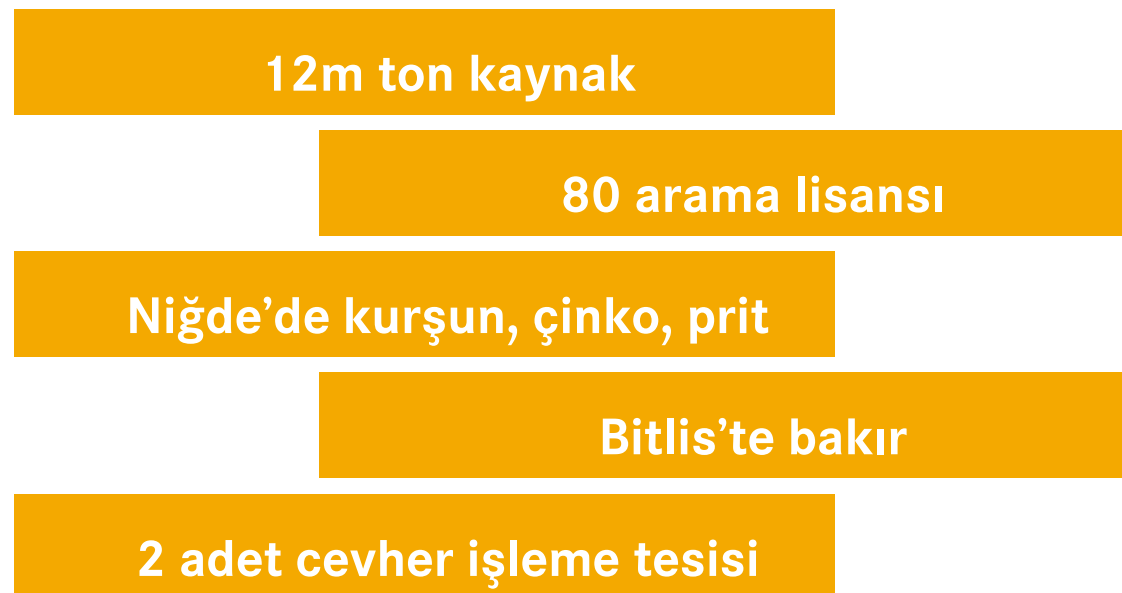 12m ton kaynak
80 arama lisansı
Niğde’de kurşun, çinko, prit
Bitlis’te bakır
2 adet cevher işleme tesisi